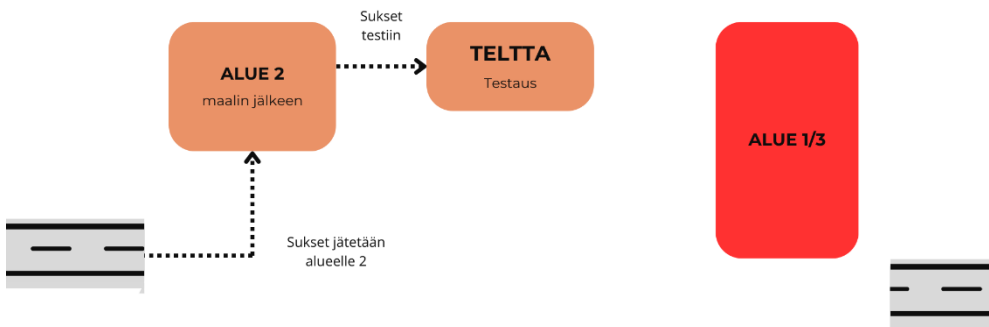 Sukset
testiin
ALUE 2
maalin jälkeen
TELTTA
Testaus
ALUE 1/3
Sukset jätetään
alueelle 2